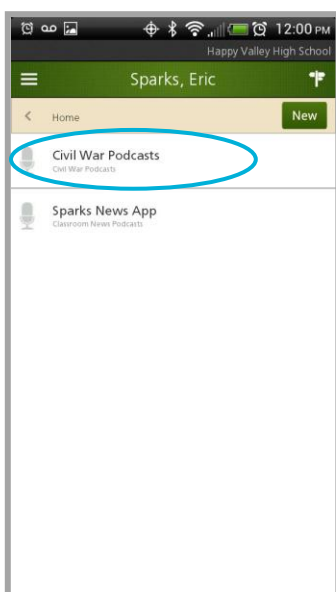 12:00 PM
Happy Valley High School
Sparks, Eric
Home
New
Civil War Podcasts
Civil War Podcasts
Sparks News App
Classroom News Podcasts